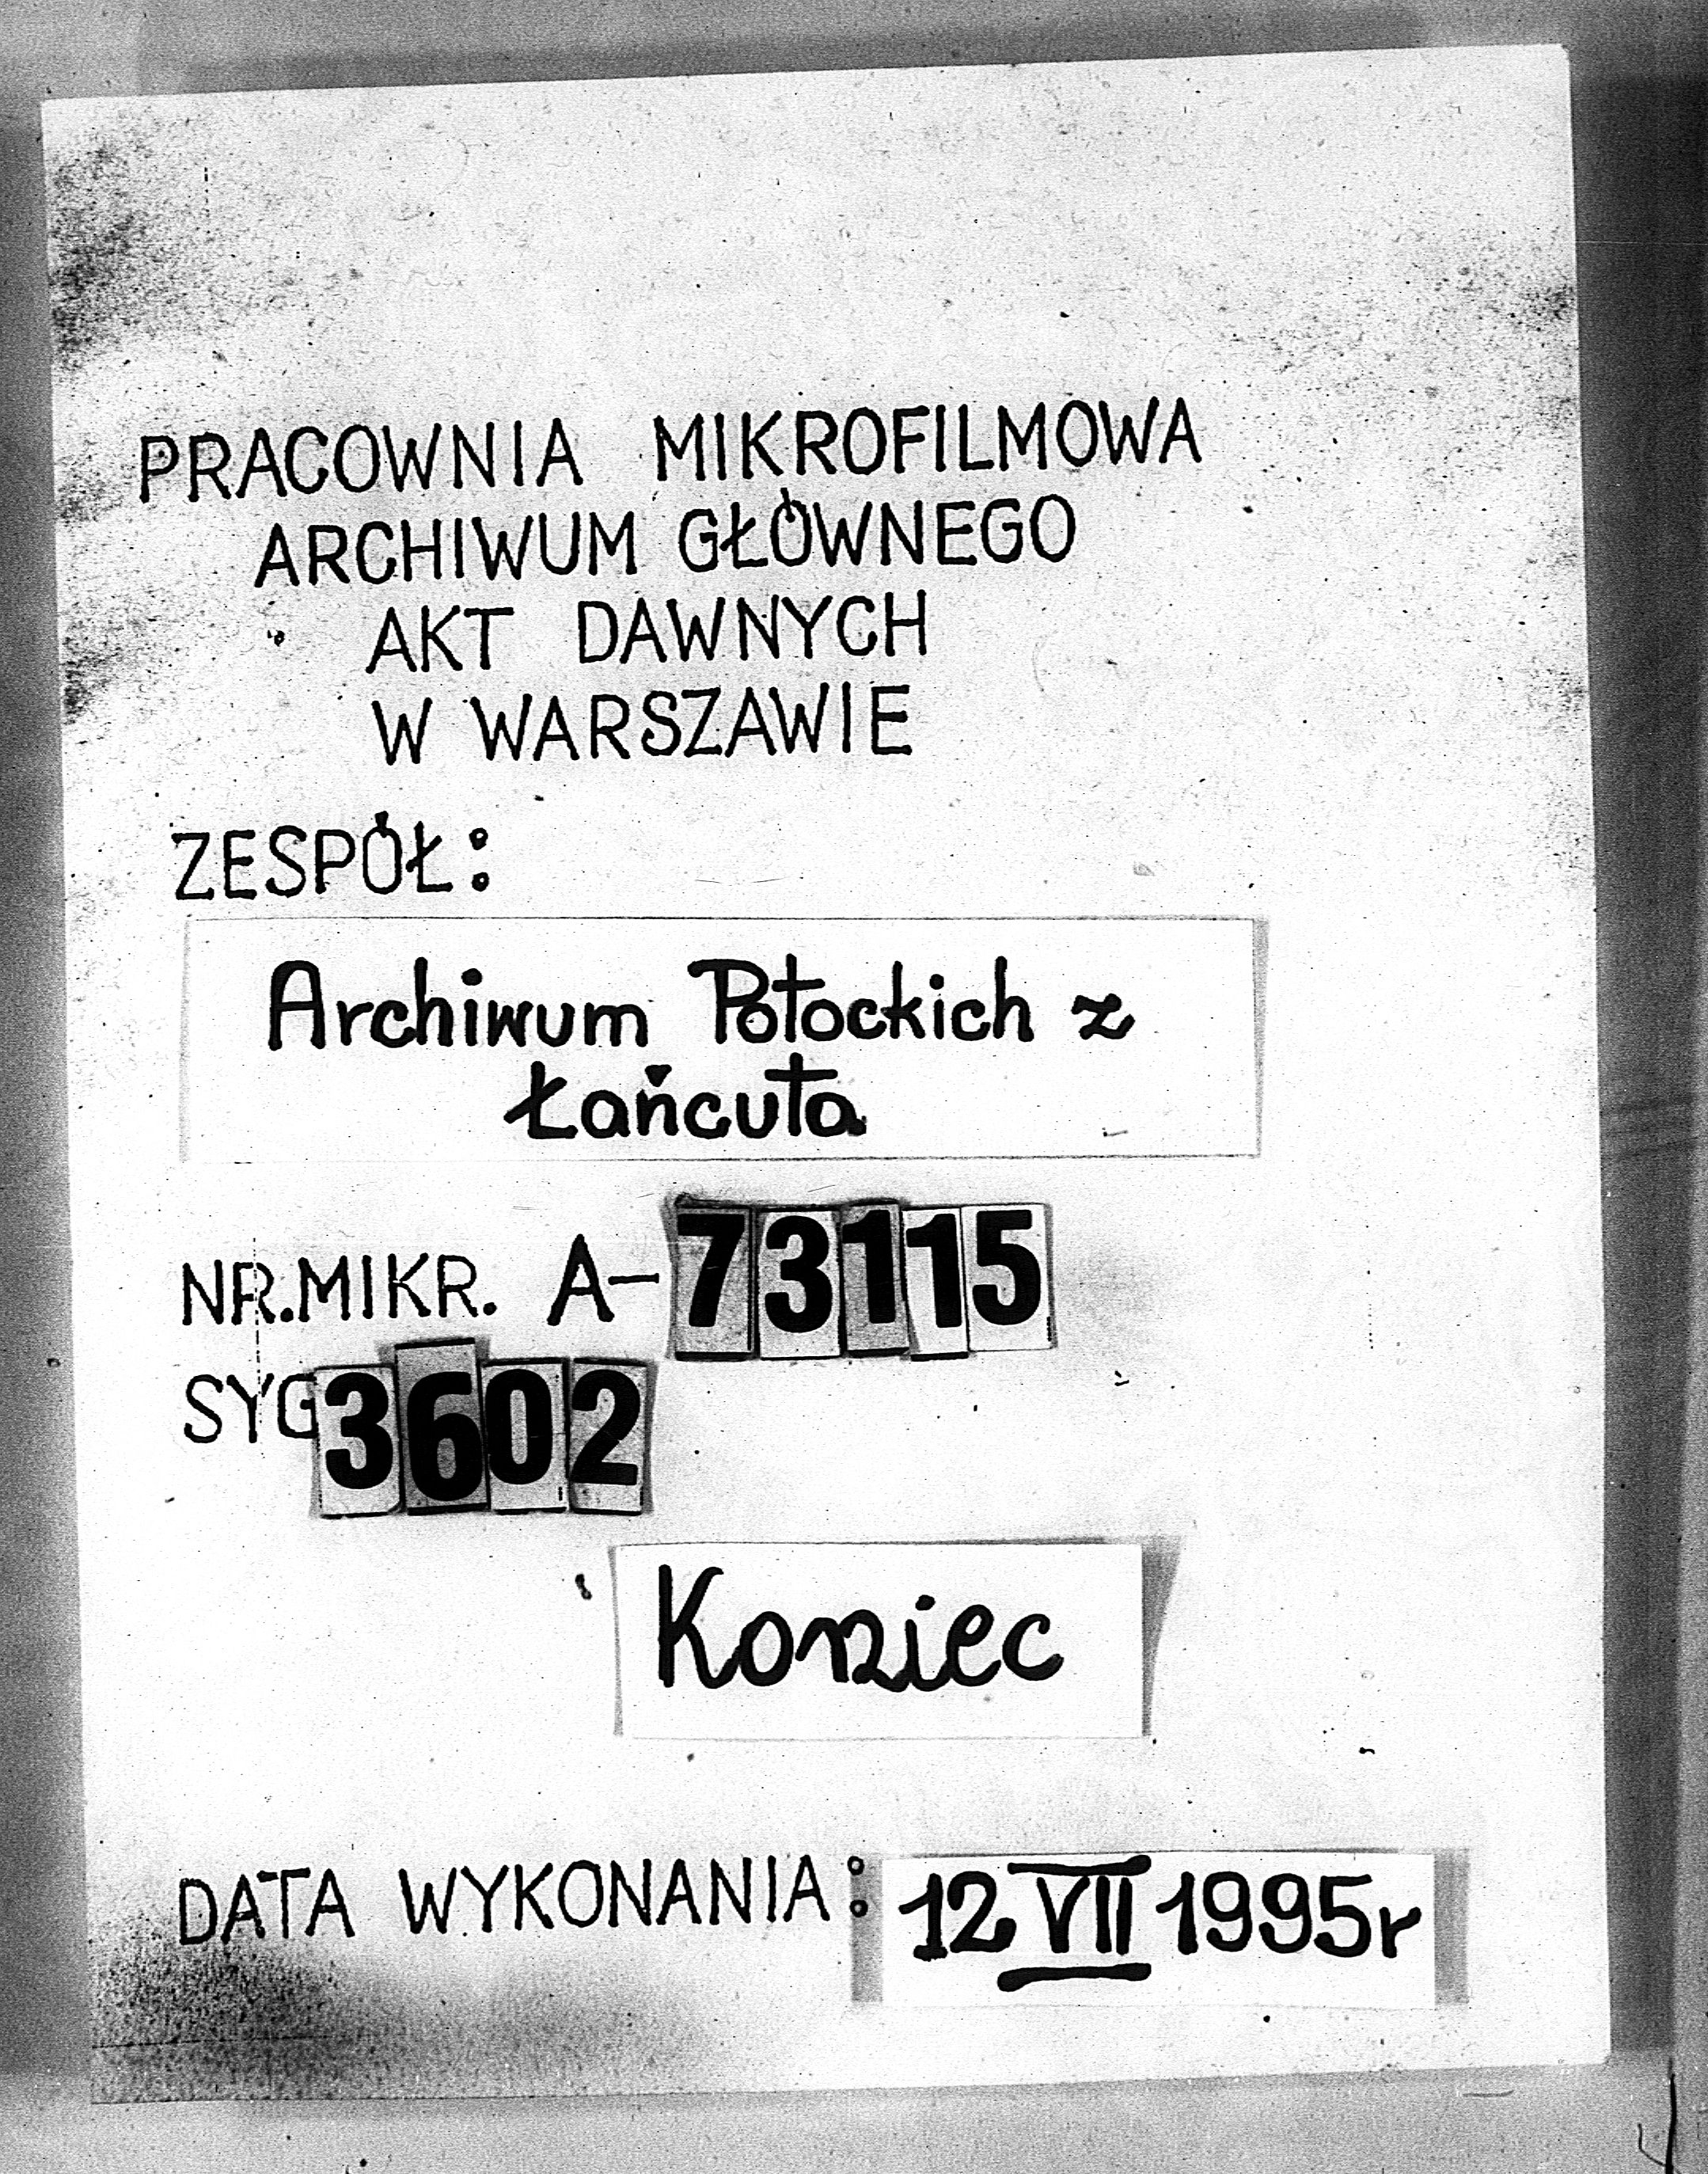 PRACOWNIA MIKROFILMOWA
ARCHIWUM GŁÓWNEGO
AKT DAWNYCH
W WARSZAWIE
ZESPÓŁ:
Archiwum Potockich z
Łańcuta
NR.MIKR. A-73115
SYG 3602
Koniec
DATA WYKONANIA: 12 VII 1995r